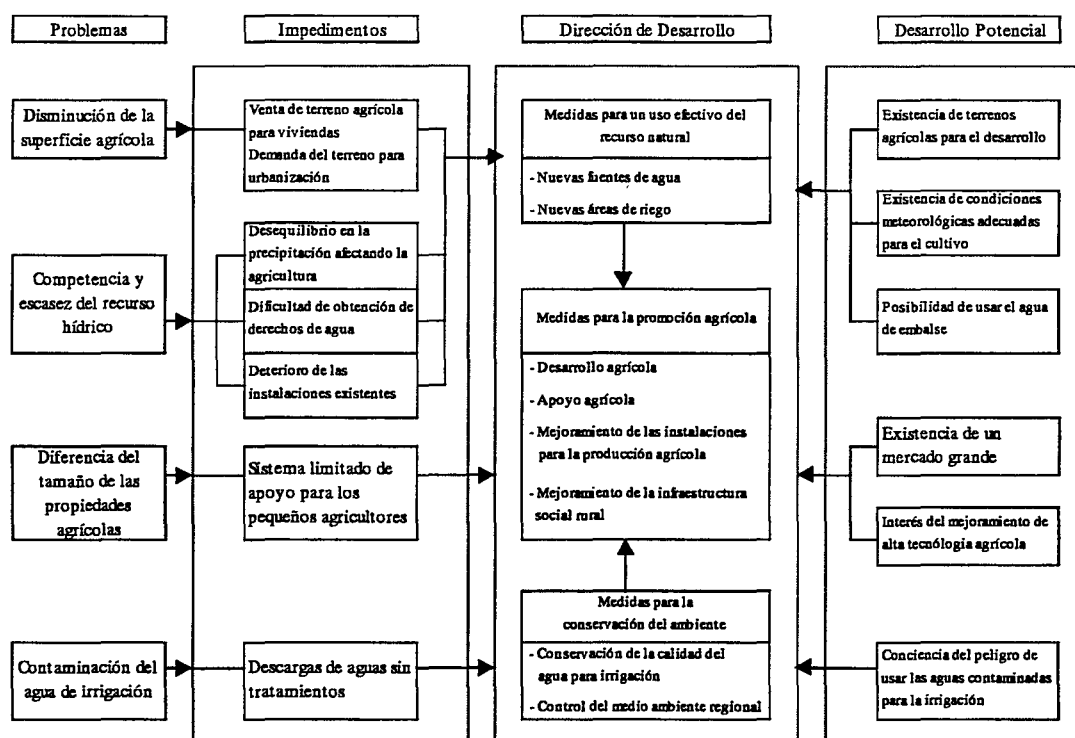 Problemas
Impedimentos
Dirección de Desarrollo
Desarrollo Potencial
Disminución de la
superficie agrícola
Competencia y
escasez del recurso
hídrico
Diferencia del
tamaño de las
propiedades
agrícolas
Contaminación del
agua de irrigación
Venta de terreno agrícola
para viviendas
Demanda del terreno para
urbanización
Desequilibrio en la
precipitación afectando la
agricultura
Dificultad de obtención de
derechos de agua
Deterioro de las
instalaciones existentes
Sistema limitado de
apoyo para los
pequeños agricultores
Descargas de aguas sin
tratamientos
Medidas para un uso efectivo del
recurso natural
- Nuevas fuentes de agua
- Nuevas áreas de riego
Medidas para la promoción agrícola
- Desarrollo agrícola
- Apoyo agrícola
- Mejoramiento de las instalaciones
para la producción agrícola
- Mejoramiento de la infraestructura
social rural
Medidas para la
conservación del ambiente
- Conservación de la calidad del
agua para irrigación
- Control del medio ambiente regional
Existencia de terrenos
agrícolas para el desarrollo
Existencia de condiciones
meteorológicas adecuadas
para el cultivo
Posibilidad de usar el agua
de embalse
Existencia de un
mercado grande
Interés del mejoramiento de
alta tecnólogia agrícola
Conciencia del peligro de
usar las aguas contaminadas
para la irrigación